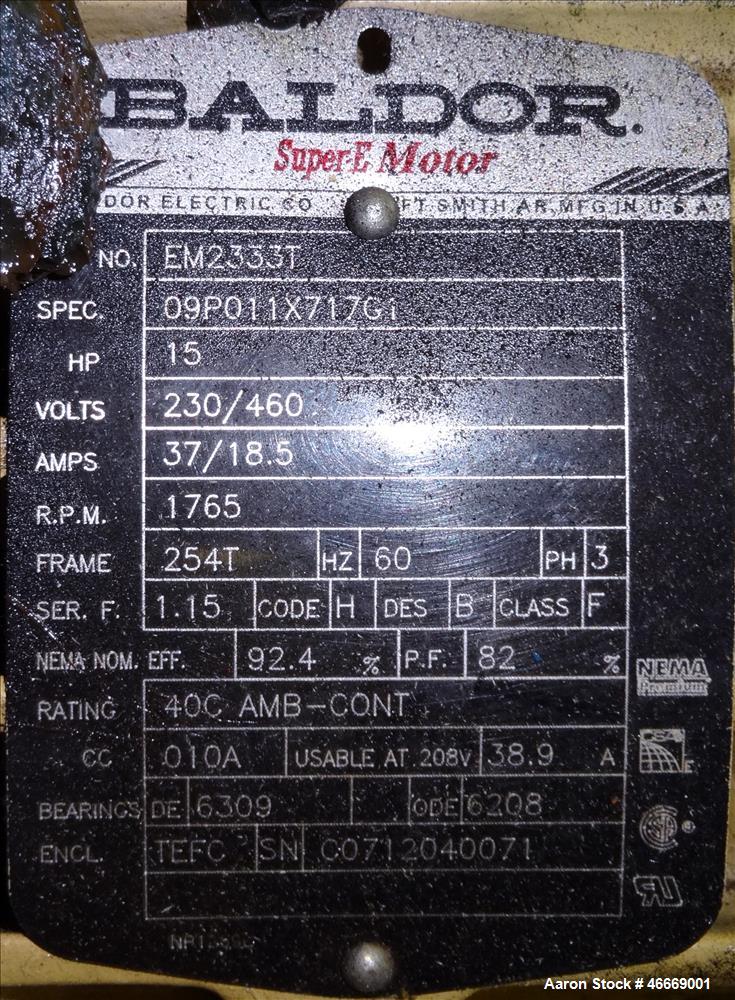 BALDOR.
Super-E Motor
DOR ELECTRIC CO FT. SMITH AR. MFG IN U.S.A.
NO. EM2333T
SPEC. 09P011X717G1
HP 15
VOLTS 230/460
AMPS 37/18.5
R.P.M. 1765
FRAME 254T HZ 60 PH 3
SER. F. 1.15 CODE H DES B CLASS F
NEMA NOM. EFF. 92.4 % P.F. 82 %
NEMA
Premium
RATING 40C AMB-CONT
CC 010A USABLE AT 208V 38.9 A
BEARINGS DE 6309 ODE 6208
ENCL. TEFC SN C0712040071
Aaron Stock # 46669001